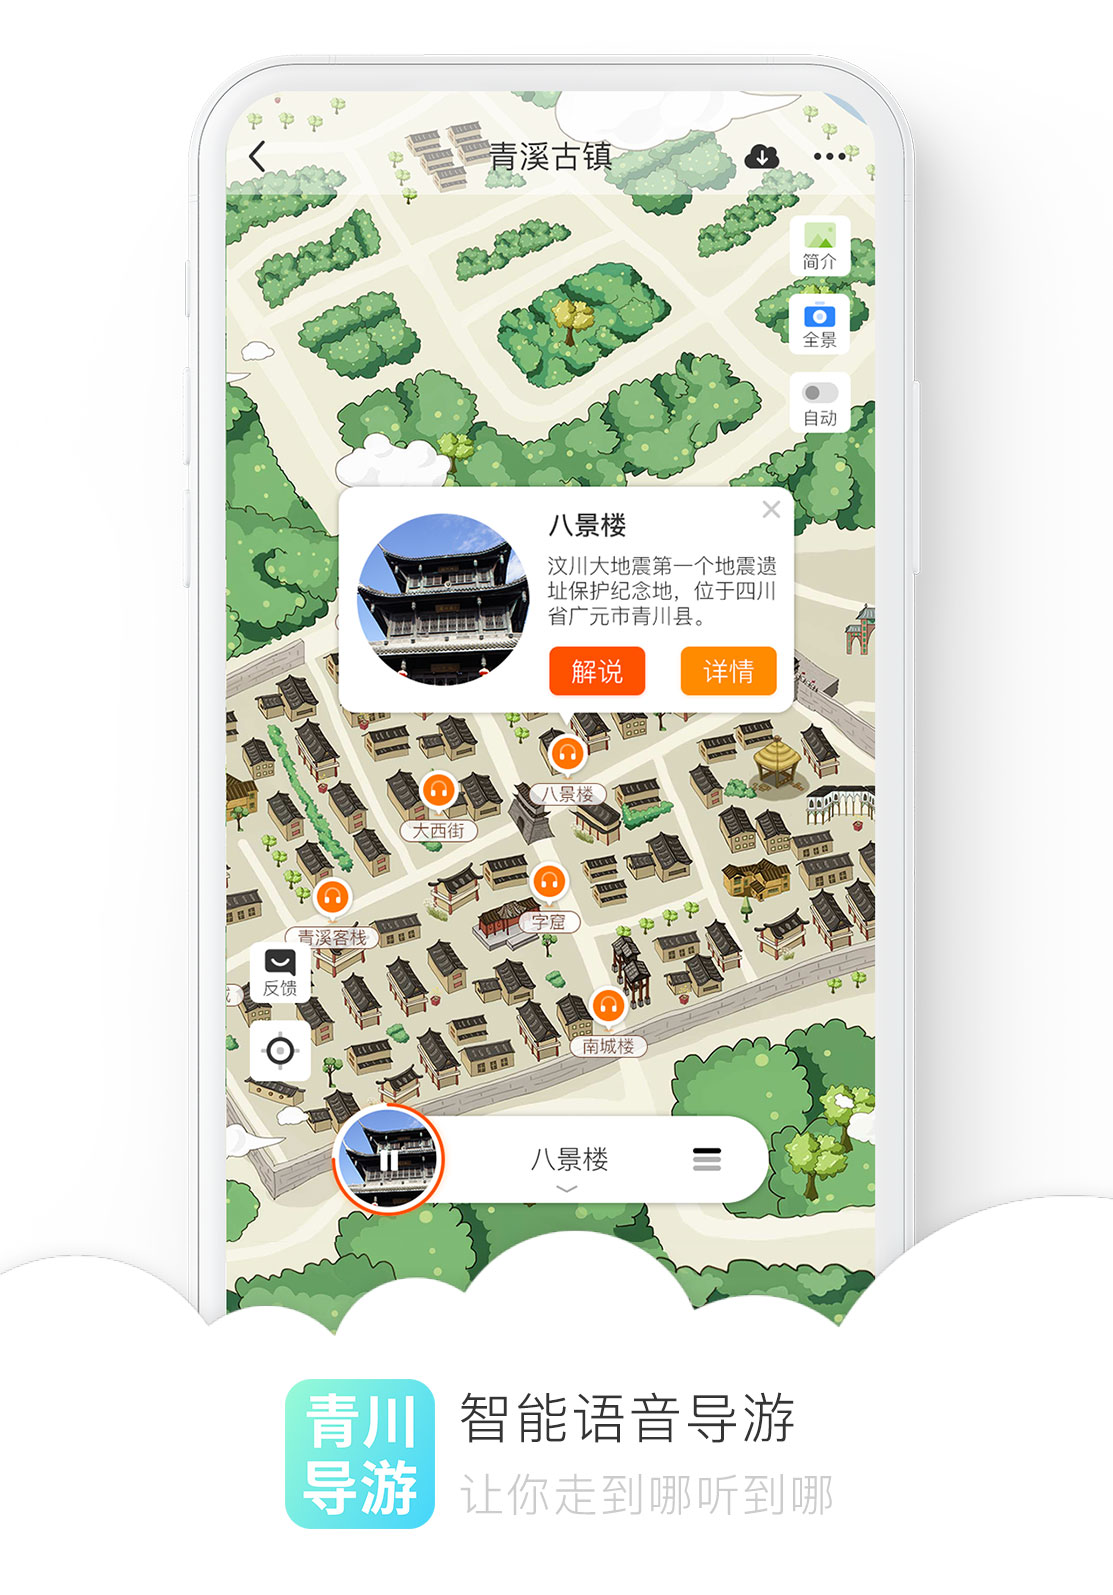 青溪古镇
简介
全景
自动
八景楼
汶川大地震第一个地震遗
址保护纪念地，位于四川
省广元市青川县。
解说
详情
八景楼
大西街
字窟
青溪客栈
反馈
南城楼
八景楼
青川
导游
智能语音导游
让你走到哪听到哪